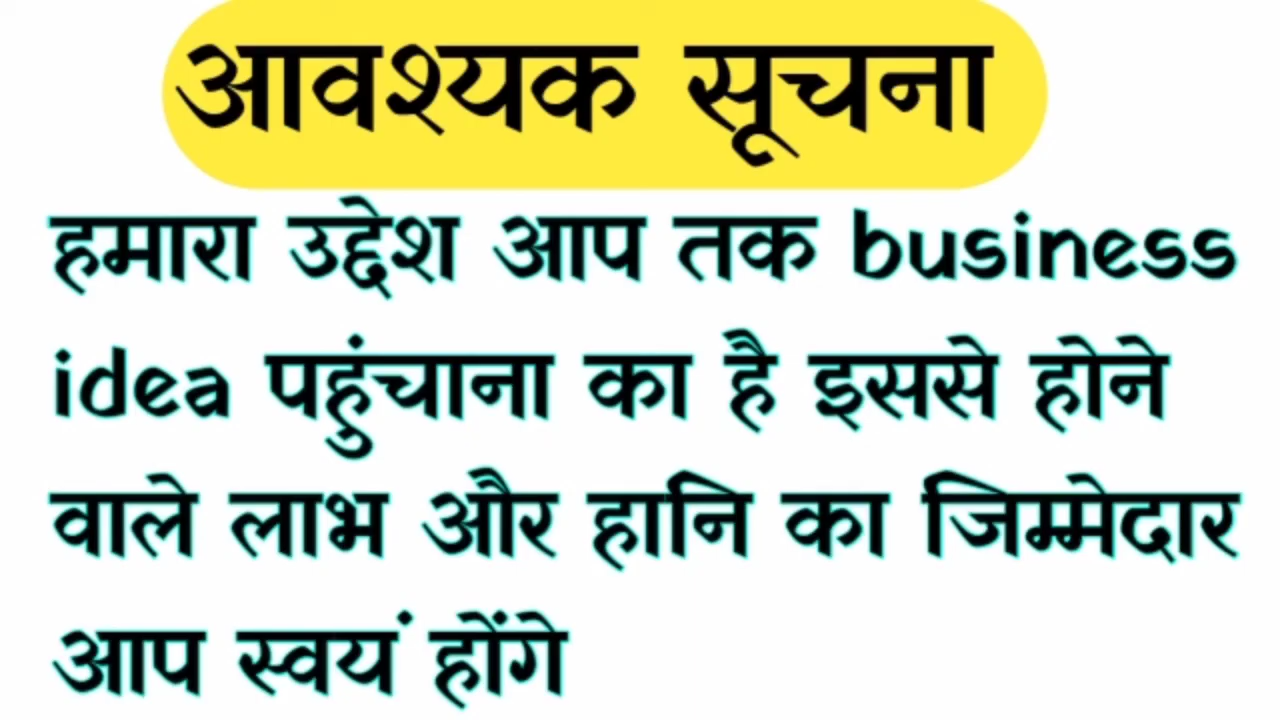 आवश्यक सूचना
हमारा उद्देश आप तक business
idea पहुंचाना का है इससे होने
वाले लाभ और हानि का जिम्मेदार
आप स्वयं होंगे